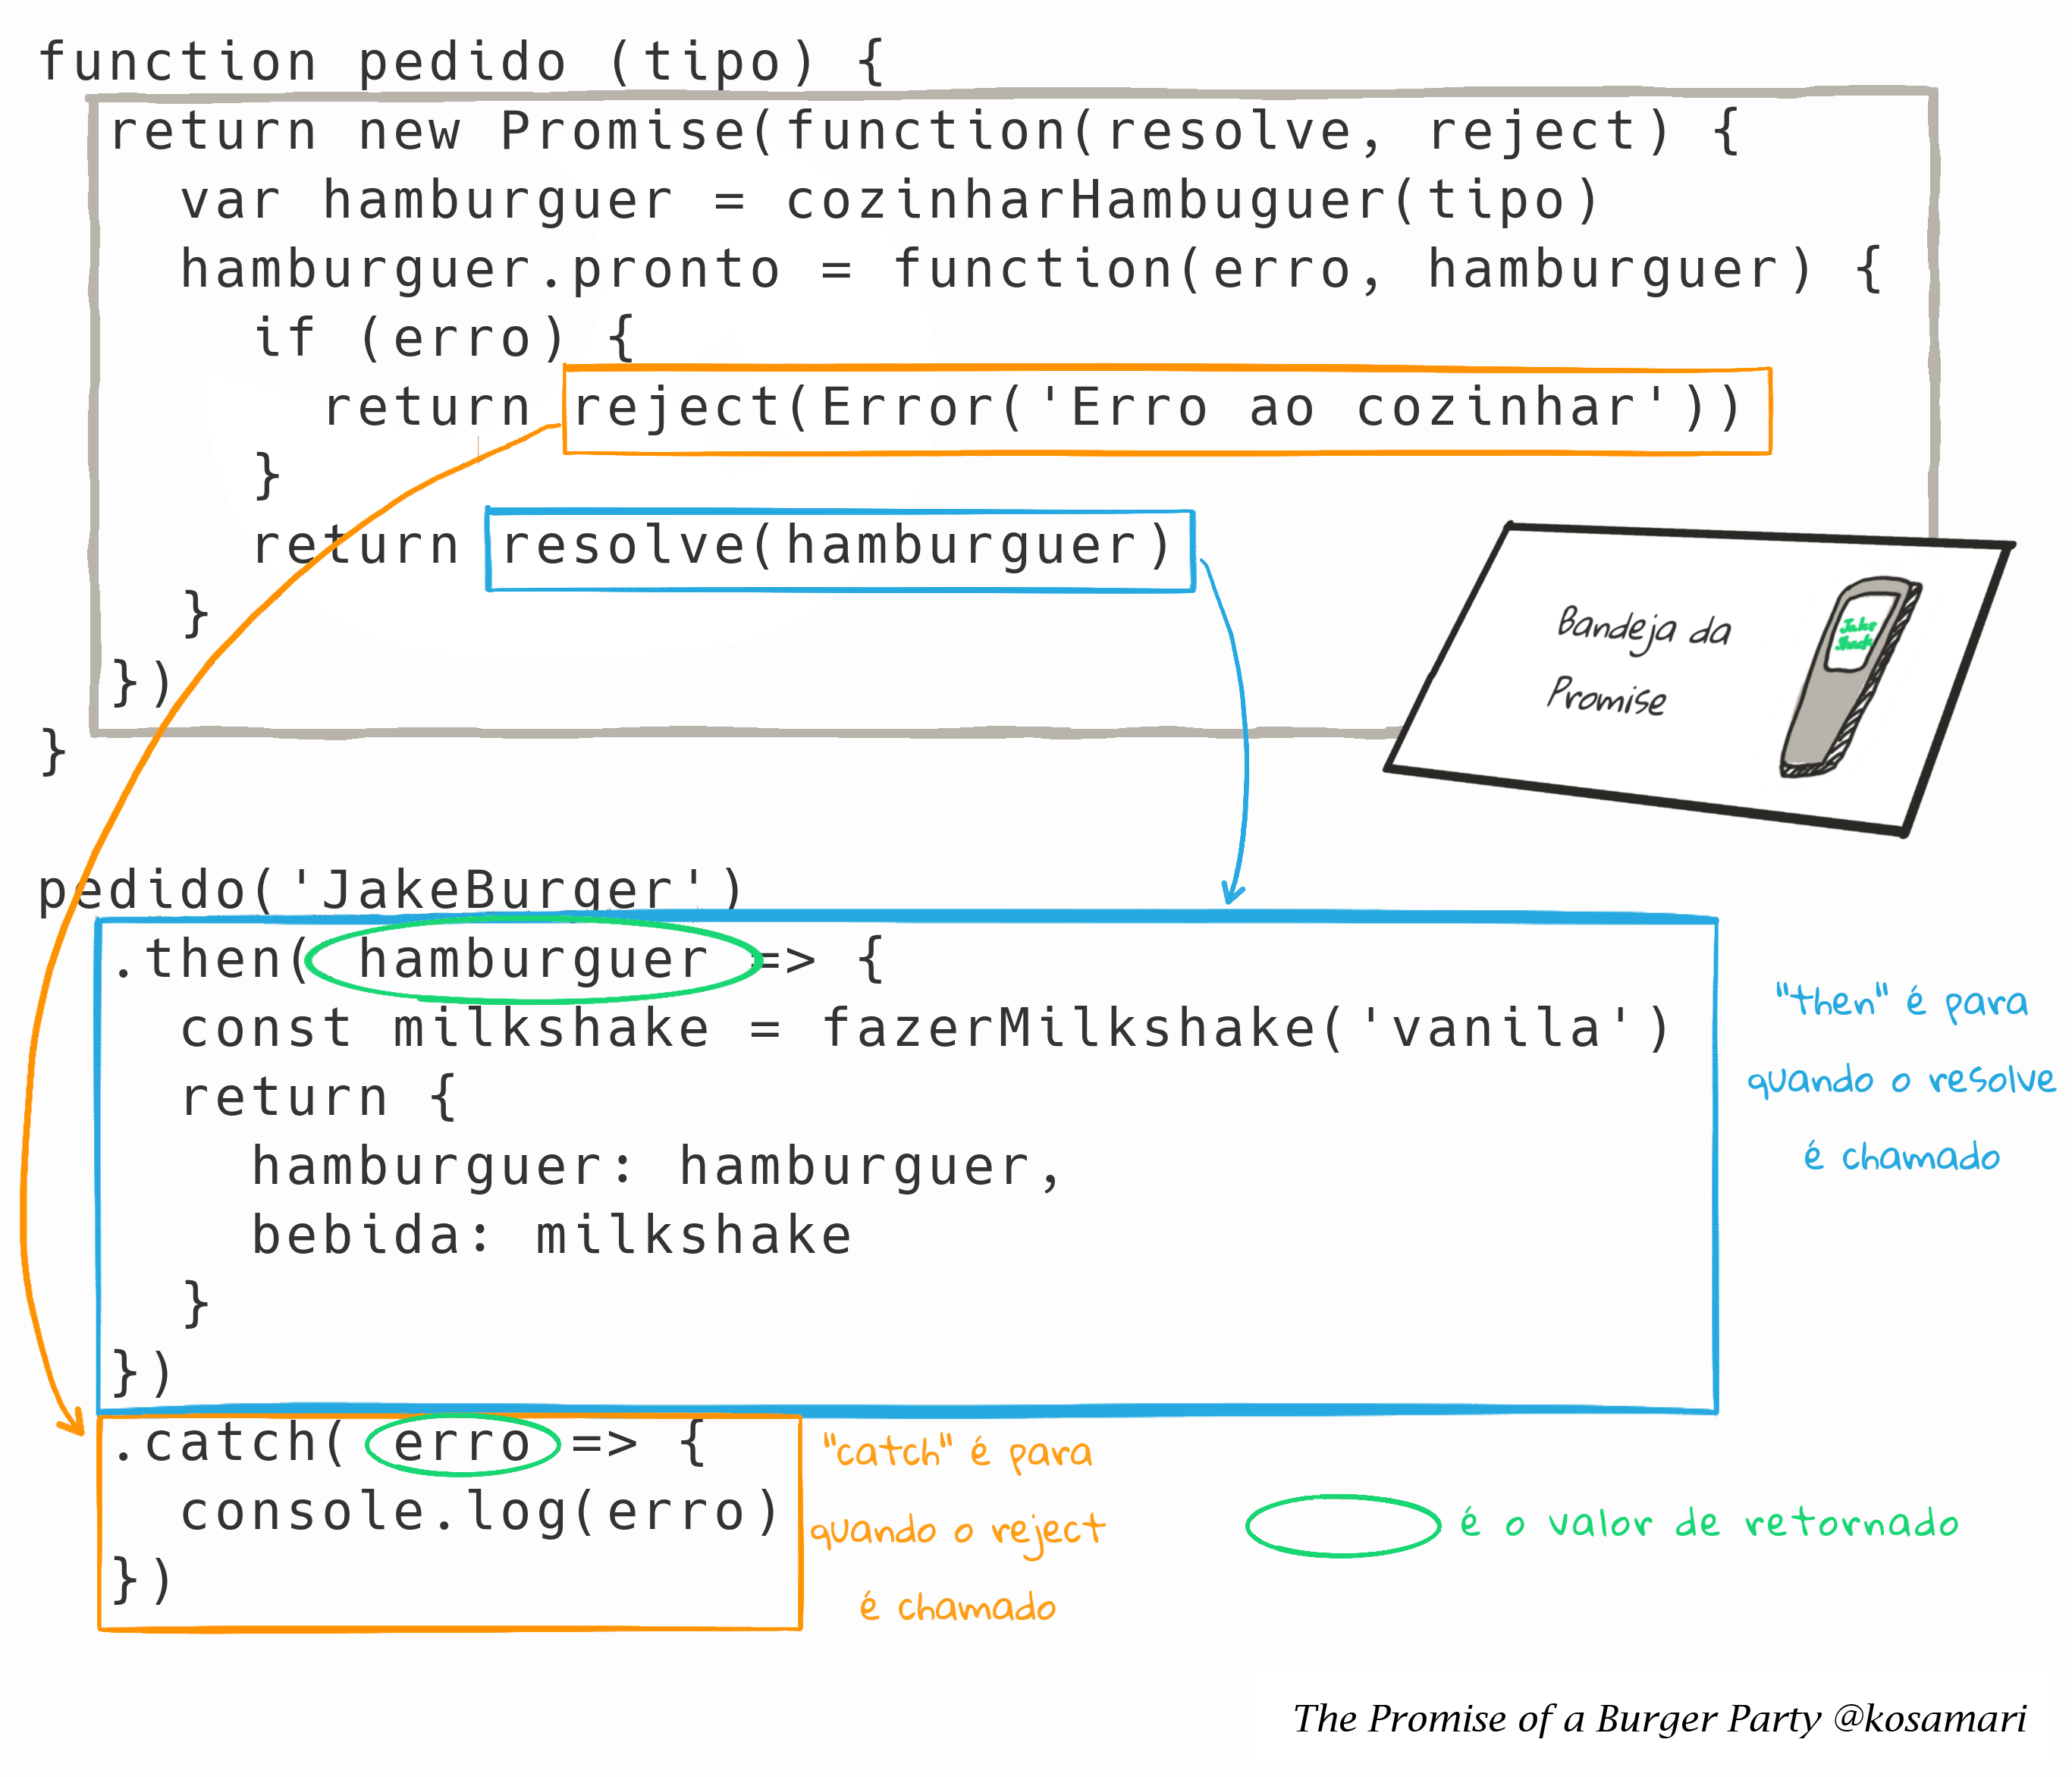 function pedido (tipo) {
return new Promise(function(resolve, reject) {
var hamburguer = cozinharHambuguer(tipo)
hamburguer.pronto = function(erro, hamburguer) {
if (erro) {
return reject(Error('Erro ao cozinhar'))
}
return resolve(hamburguer)
}
})
}
Bandeja da
Promise
Jake
Shack
pedido('JakeBurger')
.then( hamburguer => {
const milkshake = fazerMilkshake('vanila')
return {
hamburguer: hamburguer,
bebida: milkshake
}
})
"then" é para
quando o resolve
é chamado
.catch( erro => {
console.log(erro)
})
"catch" é para
quando o reject
é chamado
é o valor de retornado
The Promise of a Burger Party @kosamari